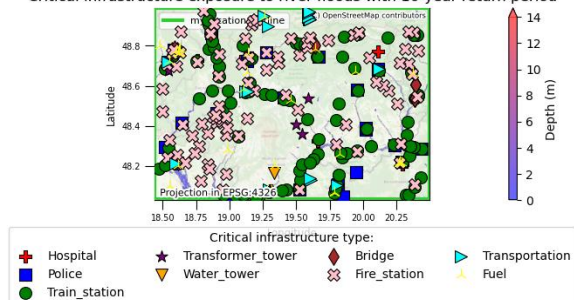 Critical infrastructure exposure to river floods with 10-year return period
© OpenStreetMap contributors
48.8
48.6
48.4
48.2
Latitude
Projection in EPSG:4326
18.50 18.75 19.00 19.25 19.50 19.75 20.00 20.25
Longitude
14
12
10
8
6
4
2
0
Depth (m)
Critical infrastructure type:
Hospital Transformer_tower Bridge Transportation
Police Water_tower Fire_station Fuel
Train_station